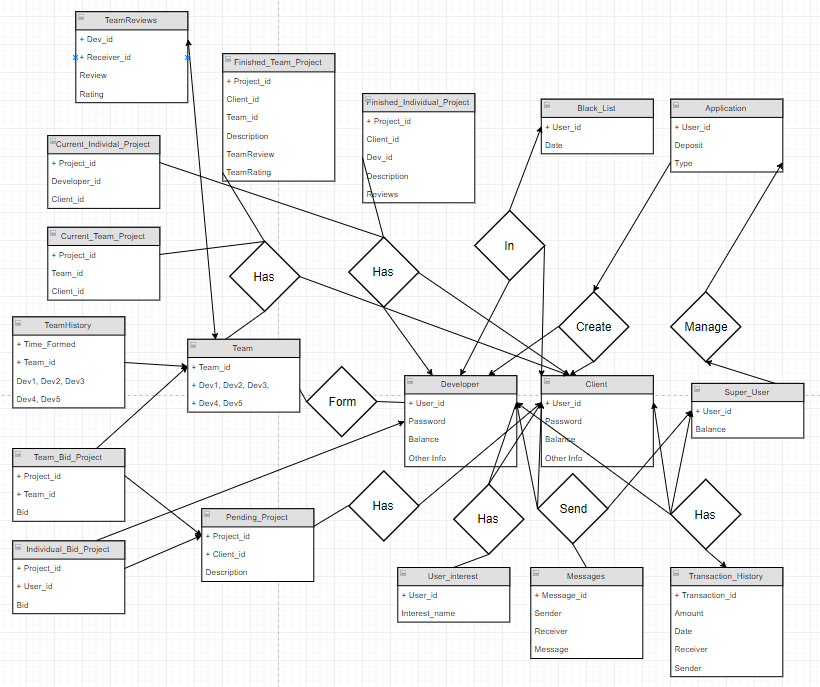 TeamReviews
+ Dev_id
+ Receiver_id
Review
Rating
Finished_Team_Project
+ Project_id
Client_id
Team_id
Description
TeamReview
TeamRating
Finished_Individual_Project
+ Project_id
Client_id
Dev_id
Description
Reviews
Black_List
+ User_id
Date
Application
+ User_id
Deposit
Type
Current_Individal_Project
+ Project_id
Developer_id
Client_id
Current_Team_Project
+ Project_id
Team_id
Client_id
Has
Has
In
Create
Manage
TeamHistory
+ Time_Formed
+ Team_id
Dev1, Dev2, Dev3
Dev4, Dev5
Team
+ Team_id
+ Dev1, Dev2, Dev3,
+ Dev4, Dev5
Form
Developer
+ User_id
Password
Balance
Other Info
Client
+ User_id
Password
Balance
Other Info
Super_User
+ User_id
Balance
Team_Bid_Project
+ Project_id
+ Team_id
Bid
Individual_Bid_Project
+ Project_id
+ User_id
Bid
Pending_Project
+ Project_id
+ Client_id
Description
Has
Has
Send
Has
User_interest
+ User_id
Interest_name
Messages
+ Message_id
Sender
Receiver
Message
Transaction_History
+ Transaction_id
Amount
Date
Receiver
Sender